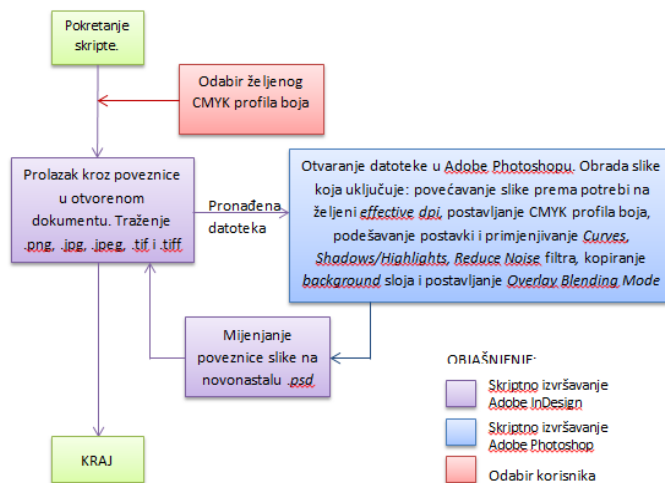 Pokretanje
skripte.
Odabir željenog
CMYK profila boja
Prolazak kroz poveznice
u otvorenom
dokumentu. Traženje
.png, .jpg, .jpeg, .tif i .tiff
Pronađena
datoteka
Otvaranje datoteke u Adobe Photoshopu. Obrada slike
koja uključuje: povećavanje slike prema potrebi na
željeni effective dpi, postavljanje CMYK profila boja,
podešavanje postavki i primjenjivanje Curves,
Shadows/Highlights, Reduce Noise filtra, kopiranje
background sloja i postavljanje Overlay Blending Mode
Mijenjanje
poveznice slike na
novonastalu .psd
KRAJ
OBJAŠNJENJE:
Skriptno izvršavanje
Adobe InDesign
Skriptno izvršavanje
Adobe Photoshop
Odabir korisnika